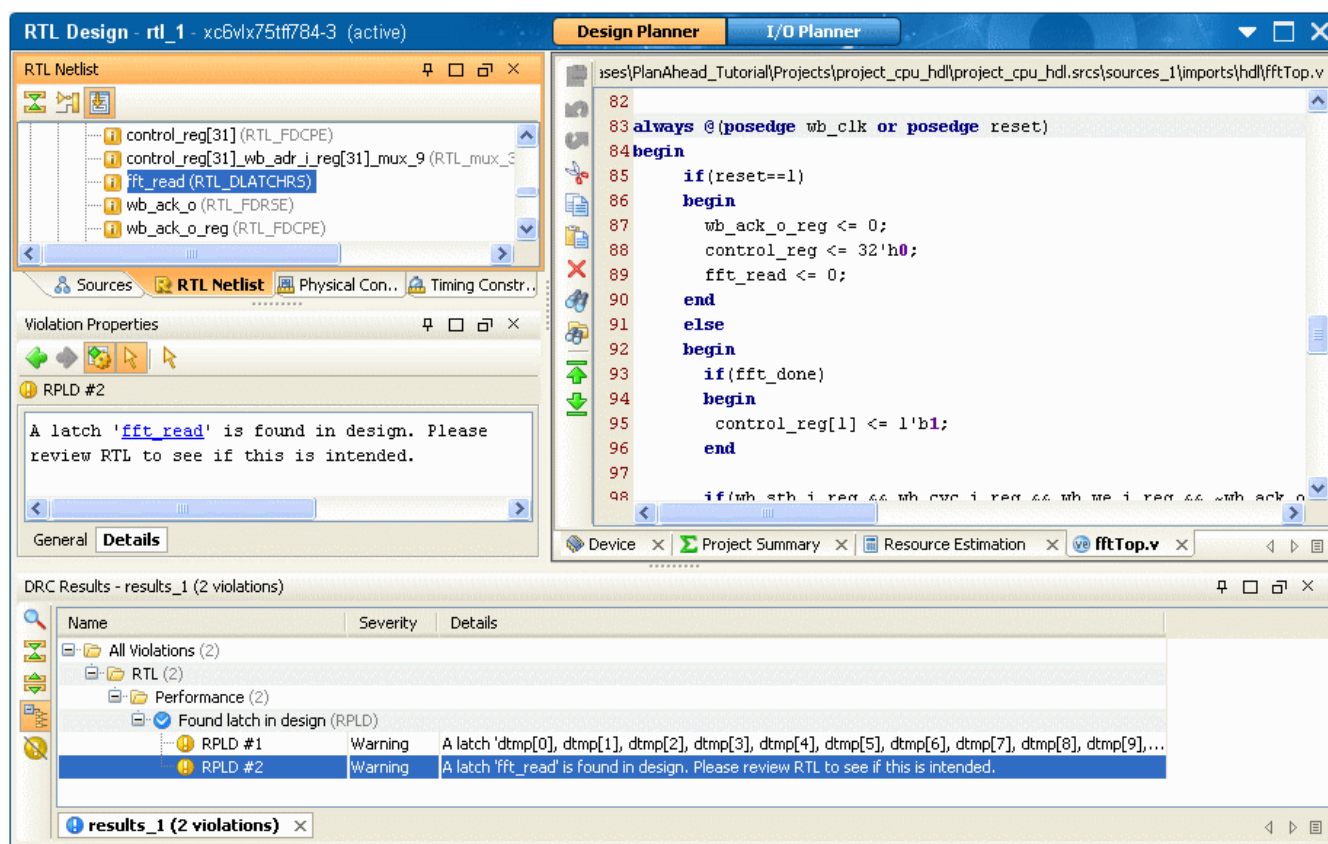 RTL Design - rtl_1 - xc6vlx75tff784-3 (active)
Design Planner
I/O Planner
RTL Netlist
control_reg[31] (RTL_FDCPE)
control_reg[31]_wb_adr_i_reg[31]_mux_9 (RTL_mux_3
fft_read (RTL_DLATCHRS)
wb_ack_o (RTL_FDRSE)
wb_ack_o_reg (RTL_FDCPE)
Sources
RTL Netlist
Physical Con..
Timing Constr..
Violation Properties
RPLD #2
A latch 'fft_read' is found in design. Please
review RTL to see if this is intended.
General
Details
ses\PlanAhead_Tutorial\Projects\project_cpu_hdl\project_cpu_hdl.srcs\sources_1\imports\hdl\fftTop.v
82
83 always @(posedge wb_clk or posedge reset)
84 begin
85 if(reset==1)
86 begin
87 wb_ack_o_reg <= 0;
88 control_reg <= 32'h0;
89 fft_read <= 0;
90 end
91 else
92 begin
93 if(fft_done)
94 begin
95 control_reg[1] <= 1'b1;
96 end
97
98 if(wb_stb_i_reg && wb_cyc_i_reg && wb_we_i_reg && ~wb_ack_o
Device
Project Summary
Resource Estimation
fftTop.v
DRC Results - results_1 (2 violations)
Name Severity Details
All Violations (2)
RTL (2)
Performance (2)
Found latch in design (RPLD)
RPLD #1 Warning A latch 'dtmp[0], dtmp[1], dtmp[2], dtmp[3], dtmp[4], dtmp[5], dtmp[6], dtmp[7], dtmp[8], dtmp[9],...
RPLD #2 Warning A latch 'fft_read' is found in design. Please review RTL to see if this is intended.
results_1 (2 violations)